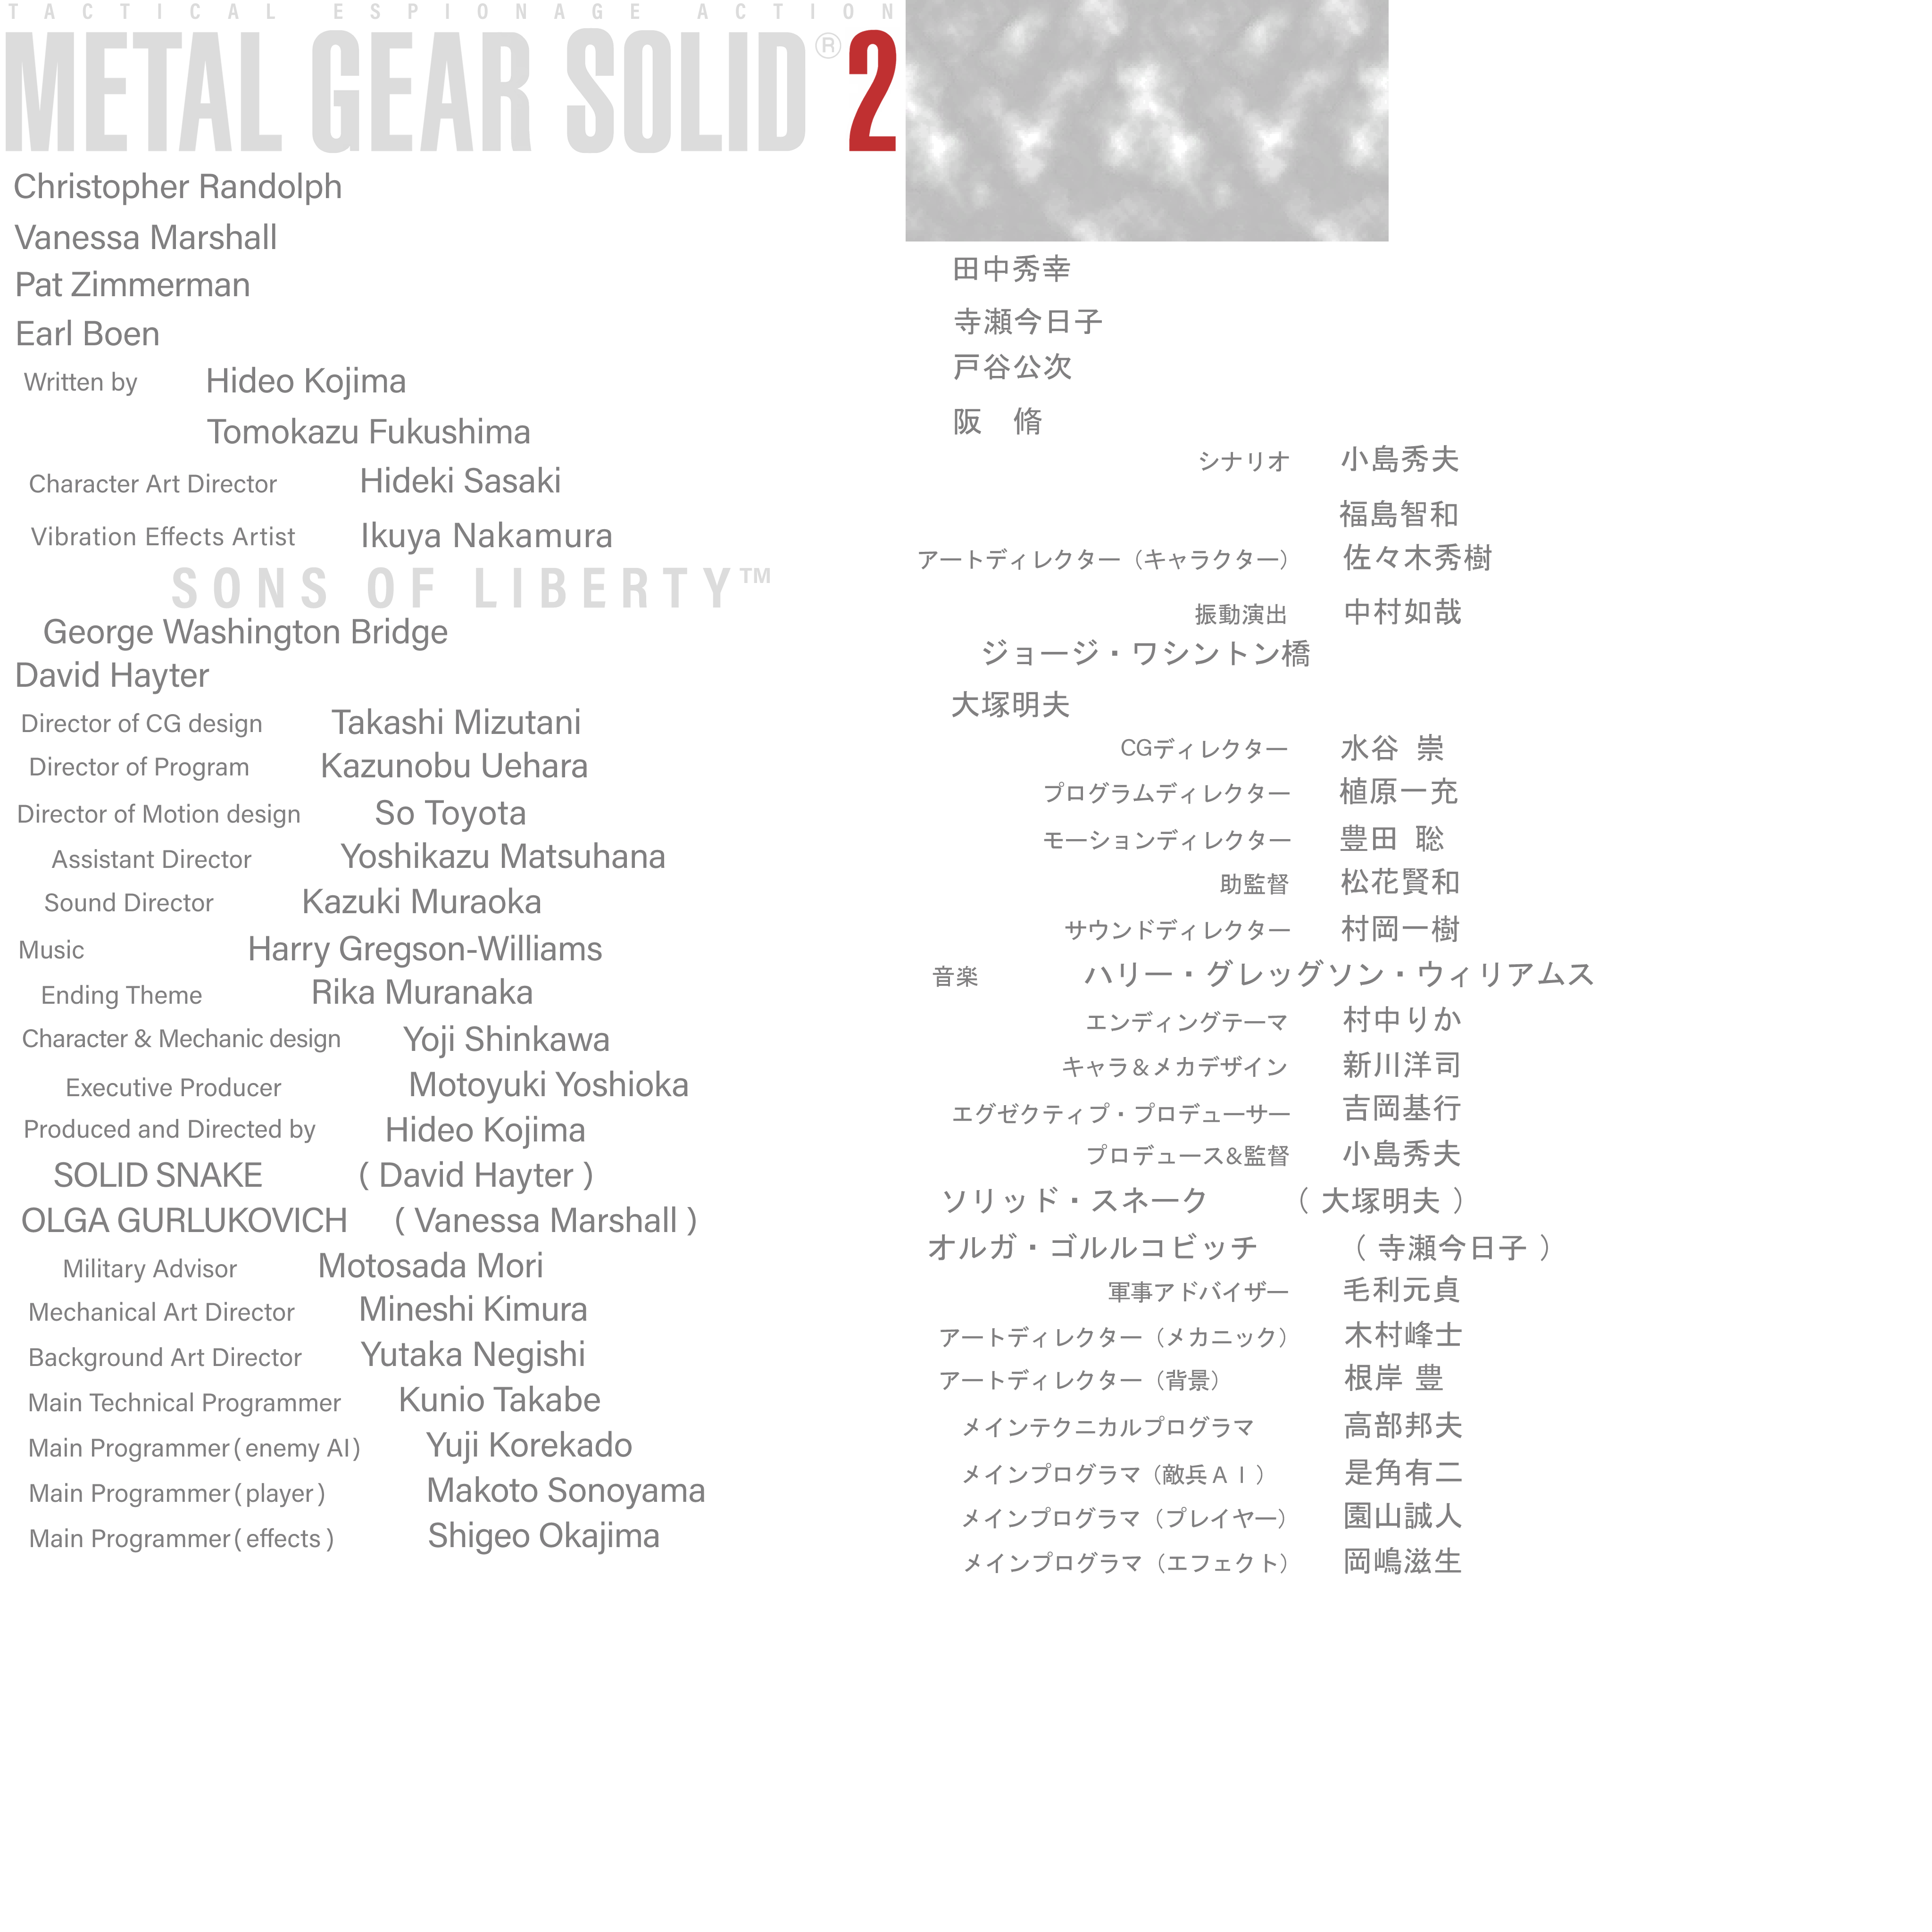 TACTICAL ESPIONAGE ACTION
METAL GEAR SOLID®2
Christopher Randolph
Vanessa Marshall
Pat Zimmerman
Earl Boen
Written by Hideo Kojima
Tomokazu Fukushima
Character Art Director Hideki Sasaki
Vibration Effects Artist Ikuya Nakamura
SONS OF LIBERTY™
George Washington Bridge
David Hayter
Director of CG design Takashi Mizutani
Director of Program Kazunobu Uehara
Director of Motion design So Toyota
Assistant Director Yoshikazu Matsuhana
Sound Director Kazuki Muraoka
Music Harry Gregson-Williams
Ending Theme Rika Muranaka
Character & Mechanic design Yoji Shinkawa
Executive Producer Motoyuki Yoshioka
Produced and Directed by Hideo Kojima
SOLID SNAKE ( David Hayter )
OLGA GURLUKOVICH ( Vanessa Marshall )
Military Advisor Motosada Mori
Mechanical Art Director Mineshi Kimura
Background Art Director Yutaka Negishi
Main Technical Programmer Kunio Takabe
Main Programmer(enemy AI) Yuji Korekado
Main Programmer(player) Makoto Sonoyama
Main Programmer(effects) Shigeo Okajima
田中秀幸
寺瀬今日子
戸谷公次
阪　脩
シナリオ 小島秀夫
福島智和
アートディレクター（キャラクター） 佐々木秀樹
振動演出 中村如哉
ジョージ・ワシントン橋
大塚明夫
CGディレクター 水谷 崇
プログラムディレクター 植原一充
モーションディレクター 豊田 聡
助監督 松花賢和
サウンドディレクター 村岡一樹
音楽 ハリー・グレッグソン・ウィリアムス
エンディングテーマ 村中りか
キャラ＆メカデザイン 新川洋司
エグゼクティブ・プロデューサー 吉岡基行
プロデュース&監督 小島秀夫
ソリッド・スネーク （ 大塚明夫 ）
オルガ・ゴルルコビッチ （ 寺瀬今日子 ）
軍事アドバイザー 毛利元貞
アートディレクター（メカニック） 木村峰士
アートディレクター（背景） 根岸 豊
メインテクニカルプログラマ 高部邦夫
メインプログラマ（敵兵ＡＩ） 是角有二
メインプログラマ（プレイヤー） 園山誠人
メインプログラマ（エフェクト） 岡嶋滋生